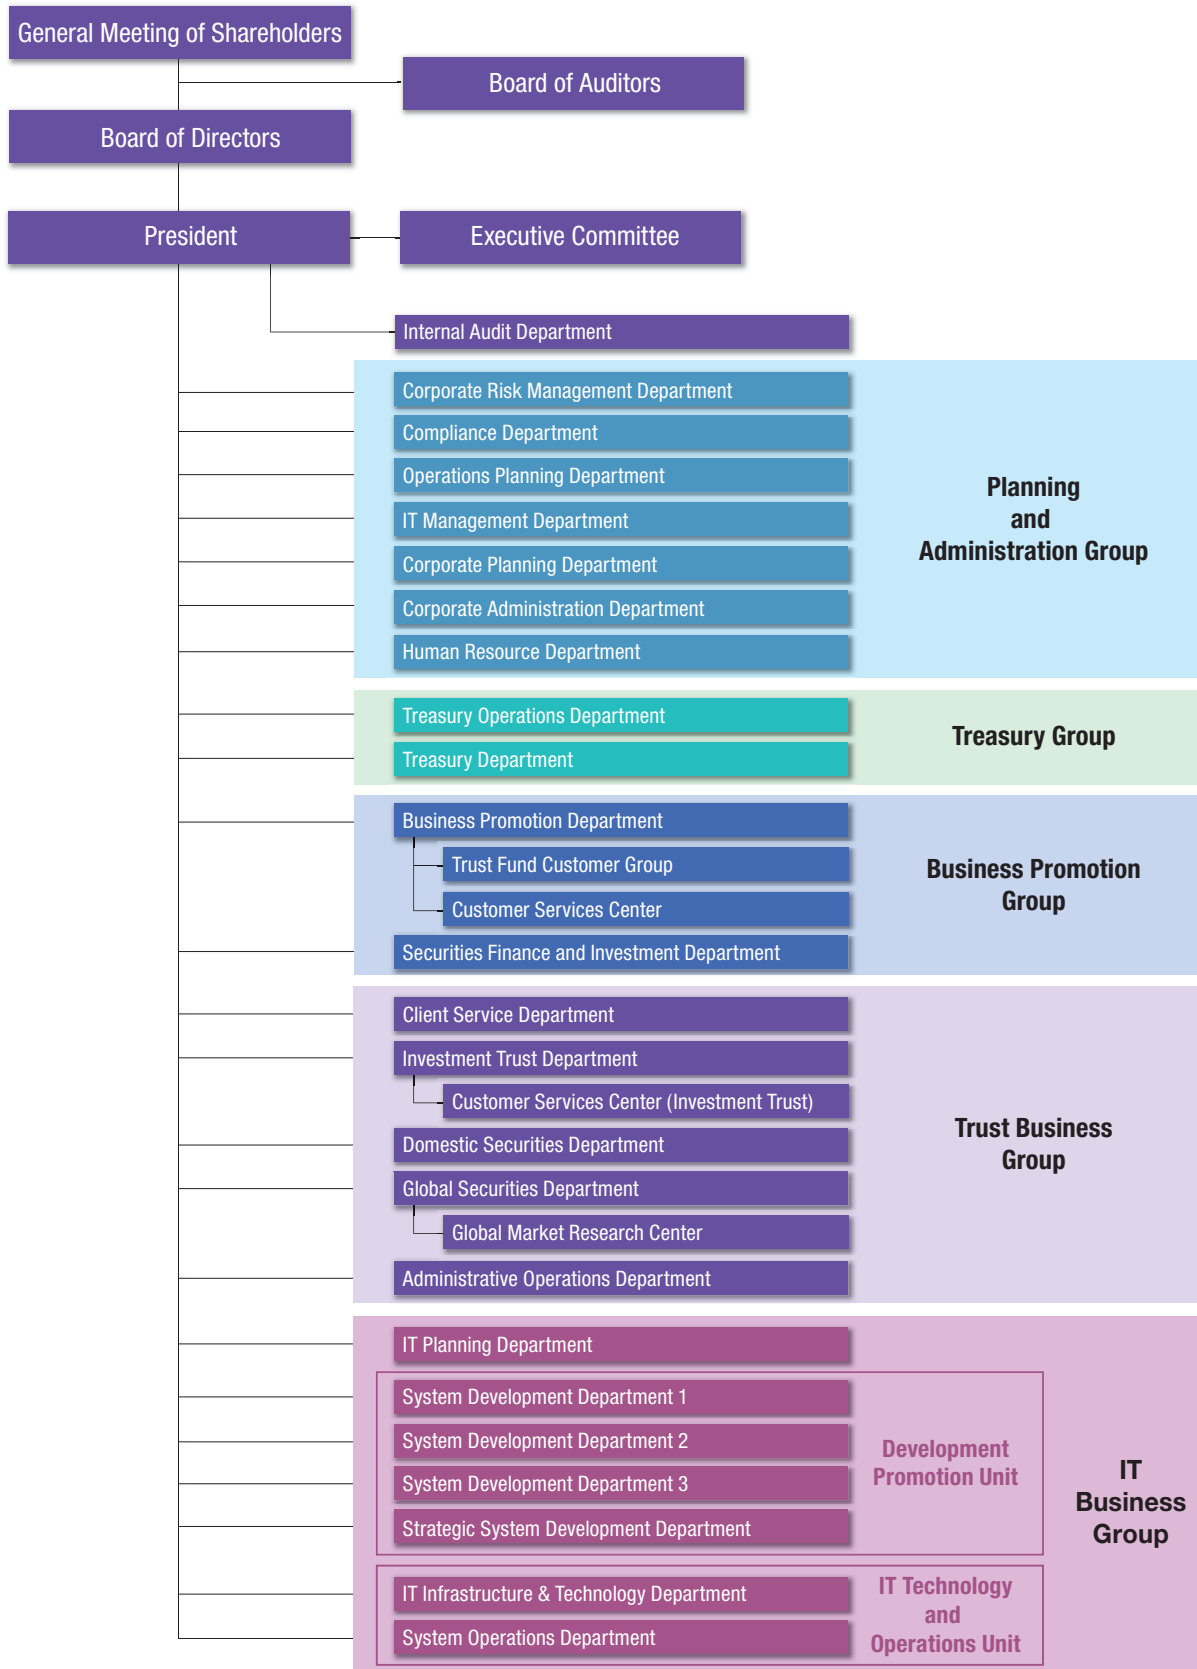 General Meeting of Shareholders
Board of Auditors
Board of Directors
President
Executive Committee
Internal Audit Department
Corporate Risk Management Department
Compliance Department
Operations Planning Department
IT Management Department
Corporate Planning Department
Corporate Administration Department
Human Resource Department
Planning
and
Administration Group
Treasury Operations Department
Treasury Department
Treasury Group
Business Promotion Department
Trust Fund Customer Group
Customer Services Center
Securities Finance and Investment Department
Business Promotion
Group
Client Service Department
Investment Trust Department
Customer Services Center (Investment Trust)
Domestic Securities Department
Global Securities Department
Global Market Research Center
Administrative Operations Department
Trust Business
Group
IT Planning Department
System Development Department 1
System Development Department 2
System Development Department 3
Strategic System Development Department
Development
Promotion Unit
IT Infrastructure & Technology Department
System Operations Department
IT Technology
and
Operations Unit
IT
Business
Group